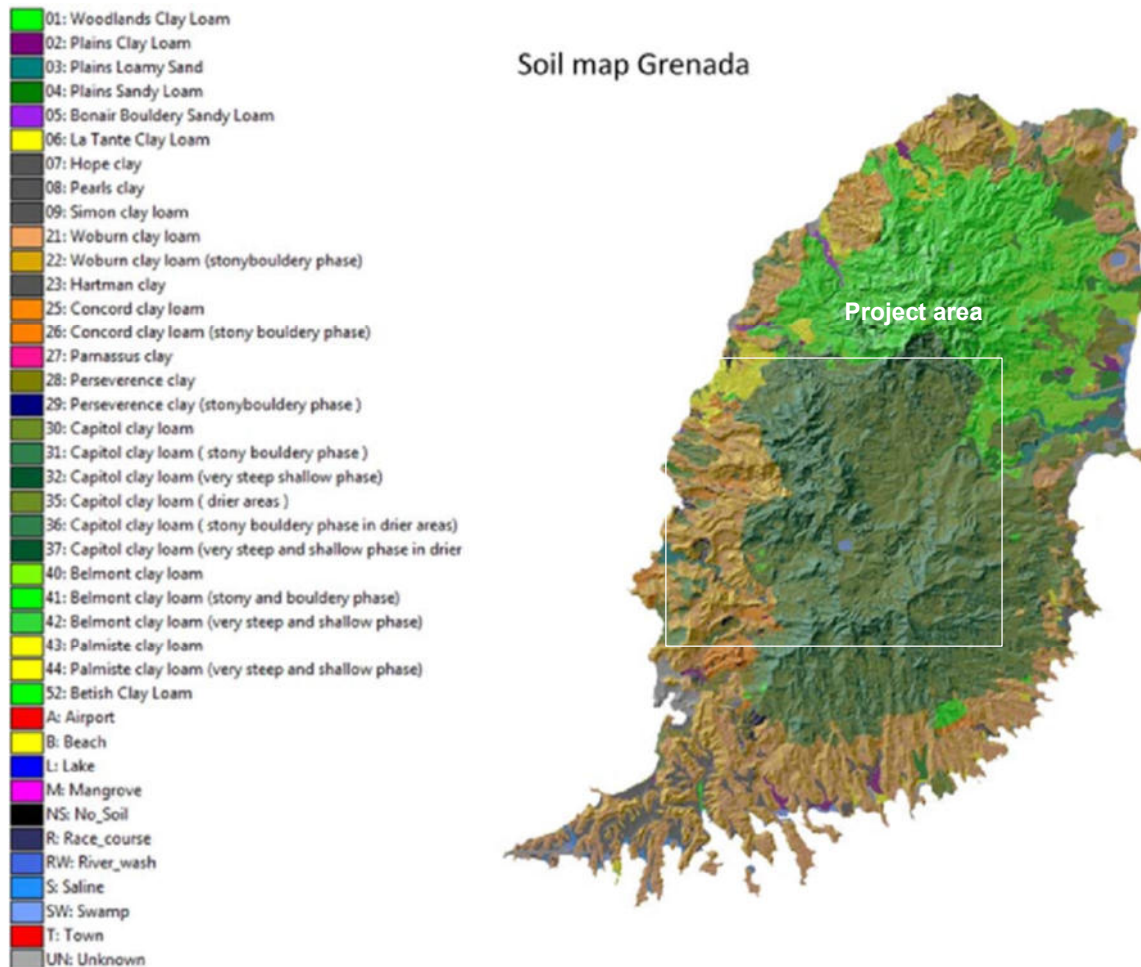 01: Woodlands Clay Loam
02: Plains Clay Loam
03: Plains Loamy Sand
04: Plains Sandy Loam
05: Bonair Bouldery Sandy Loam
06: La Tante Clay Loam
07: Hope clay
08: Pearls clay
09: Simon clay loam
21: Woburn clay loam
22: Woburn clay loam (stonybouldery phase)
23: Hartman clay
25: Concord clay loam
26: Concord clay loam (stony bouldery phase)
27: Parnassus clay
28: Perseverence clay
29: Perseverence clay (stonybouldery phase )
30: Capitol clay loam
31: Capitol clay loam ( stony bouldery phase )
32: Capitol clay loam (very steep shallow phase)
35: Capitol clay loam ( drier areas )
36: Capitol clay loam ( stony bouldery phase in drier areas)
37: Capitol clay loam (very steep and shallow phase in drier
40: Belmont clay loam
41: Belmont clay loam (stony and bouldery phase)
42: Belmont clay loam (very steep and shallow phase)
43: Palmiste clay loam
44: Palmiste clay loam (very steep and shallow phase)
52: Betish Clay Loam
A: Airport
B: Beach
L: Lake
M: Mangrove
NS: No_Soil
R: Race_course
RW: River_wash
S: Saline
SW: Swamp
T: Town
UN: Unknown
Soil map Grenada
Project area